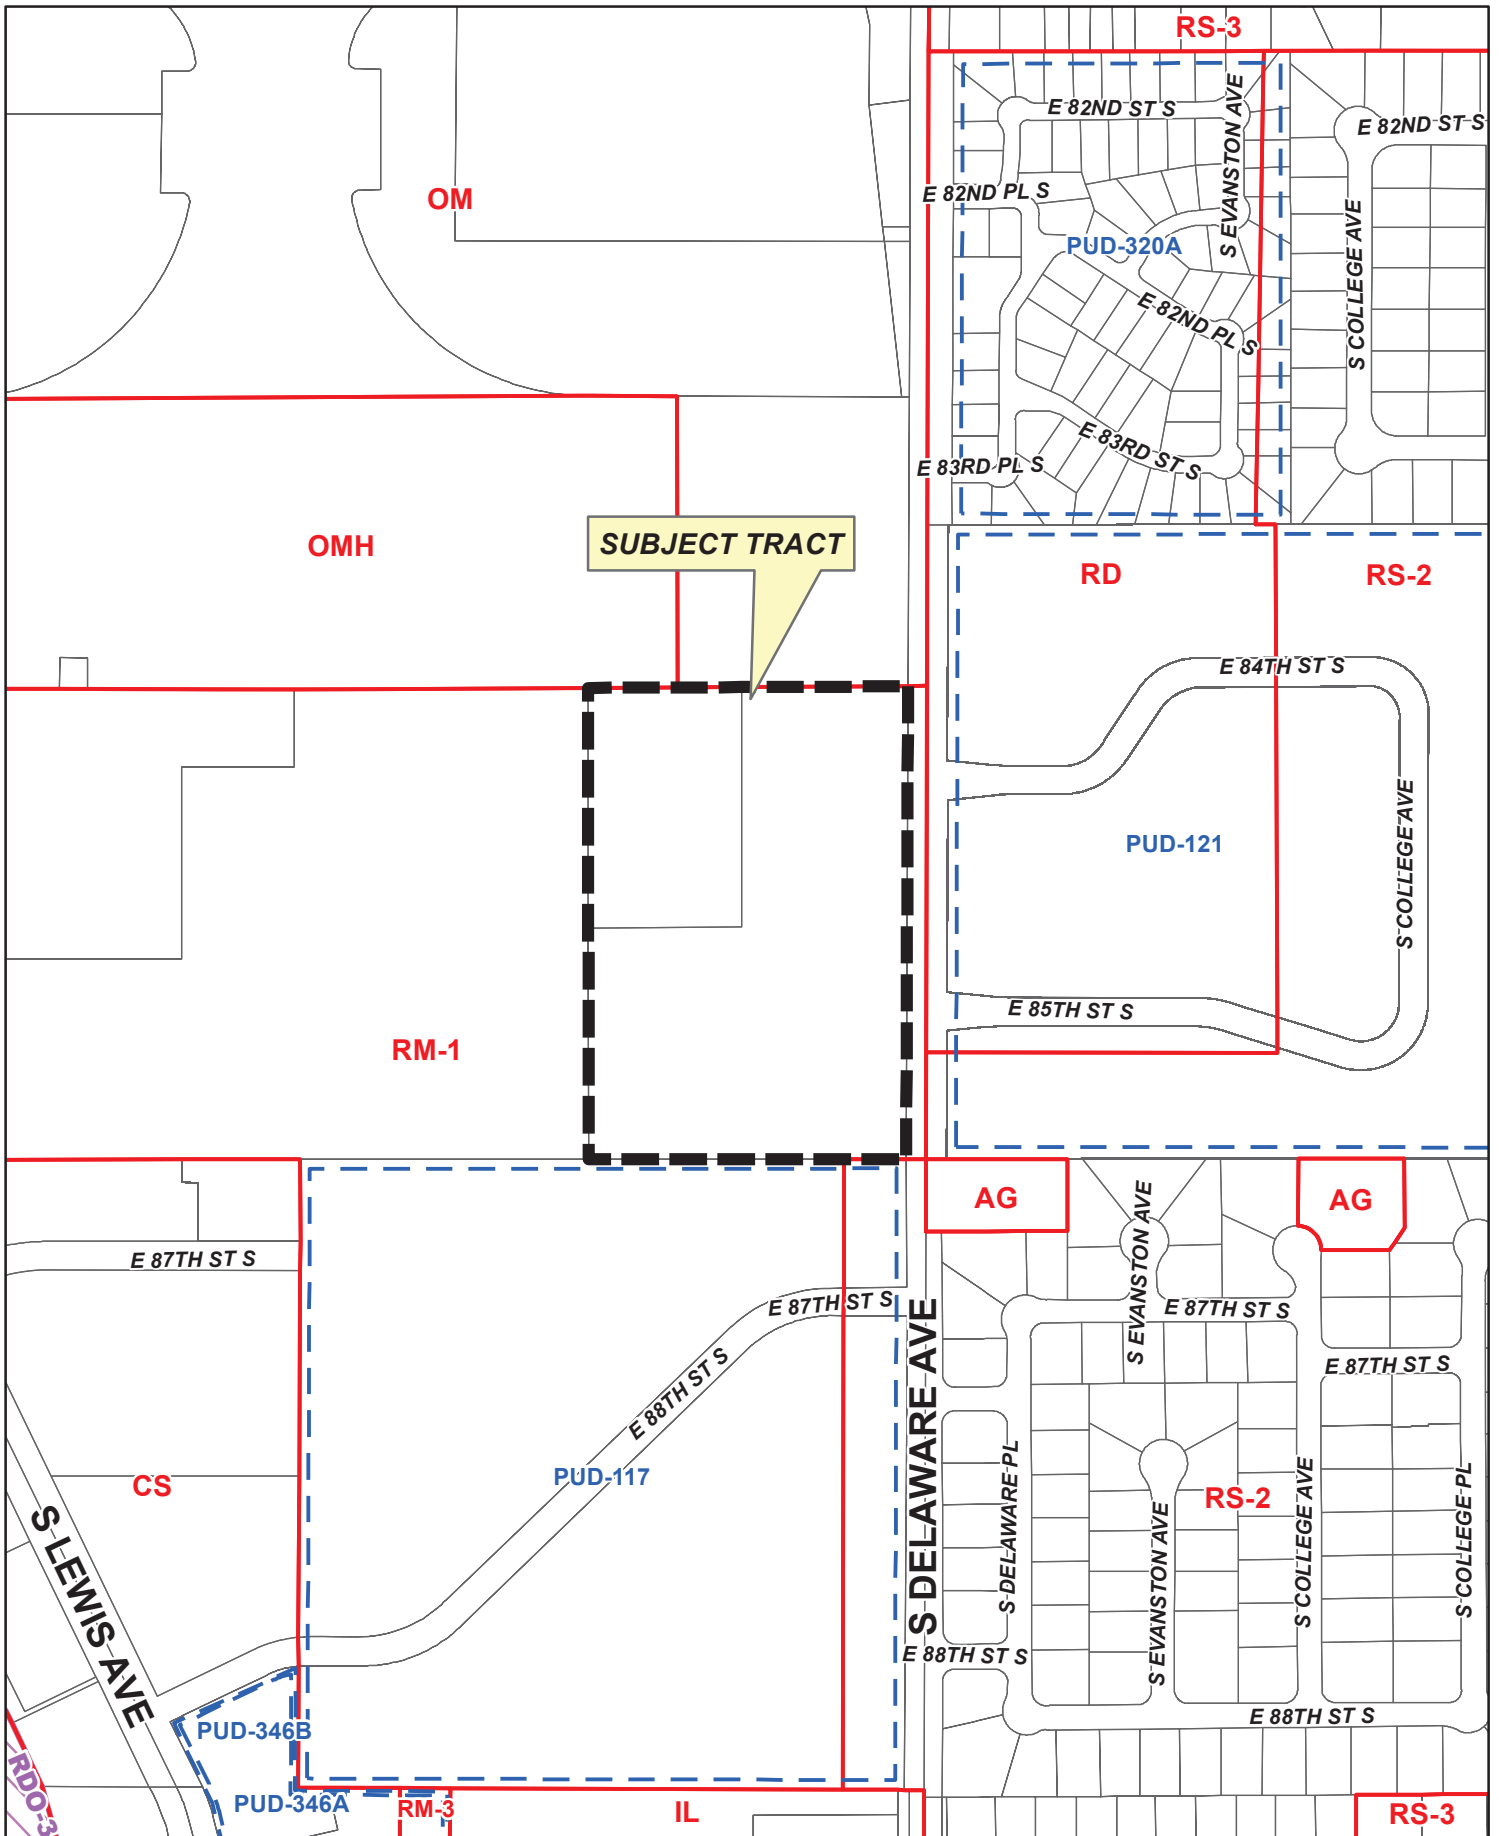 RS-3
E 82ND ST S
S EVANSTON AVE
E 82ND ST S
OM
E 82ND PL S
PUD-320A
S COLLEGE AVE
E 82ND PL S
E 83RD ST S
E 83RD PL S
SUBJECT TRACT
OMH
RD
RS-2
E 84TH ST S
PUD-121
S COLLEGE AVE
E 85TH ST S
RM-1
AG
AG
S EVANSTON AVE
E 87TH ST S
E 87TH ST S
E 87TH ST S
E 87TH ST S
E 88TH ST S
S DELAWARE AVE
PUD-117
CS
S DELAWARE PL
RS-2
S EVANSTON AVE
S COLLEGE AVE
S COLLEGE PL
S LEWIS AVE
E 88TH ST S
E 88TH ST S
PUD-346B
PUD-346A
RM-3
IL
RS-3